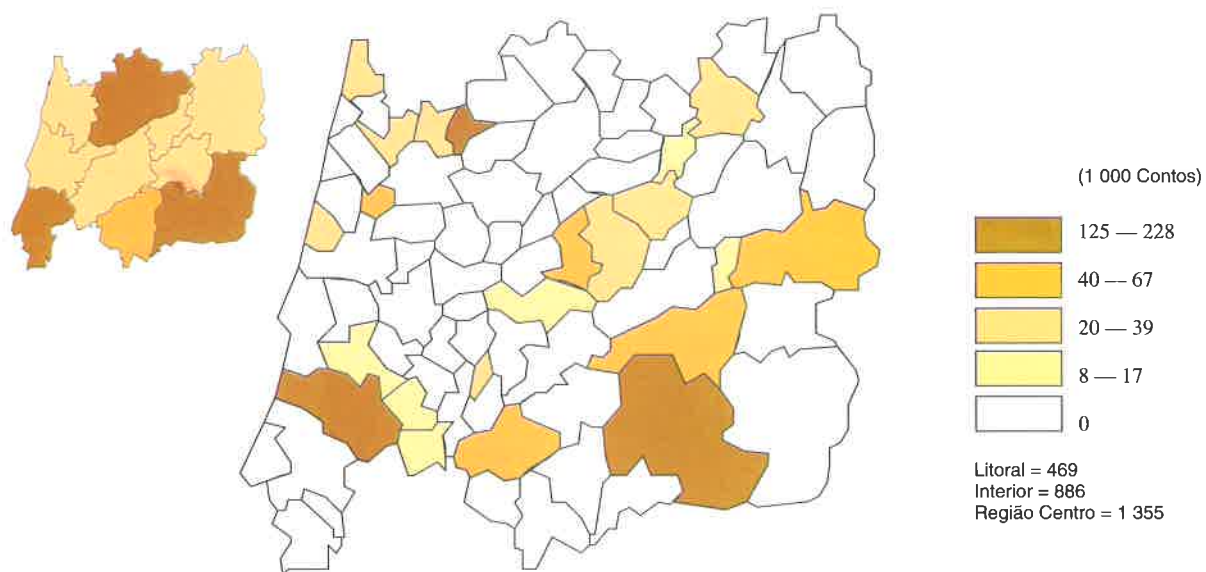 (1 000 Contos)
125 — 228
40 — 67
20 — 39
8 — 17
0
Litoral = 469
Interior = 886
Região Centro = 1 355